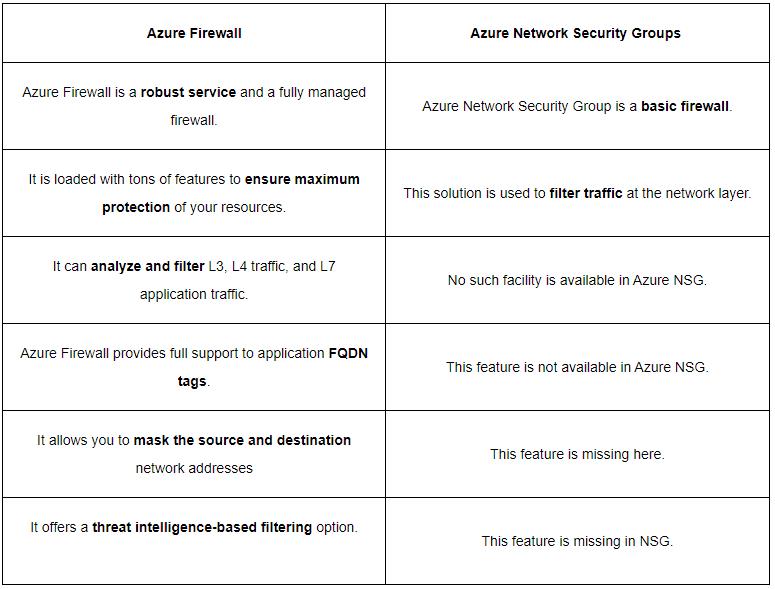 Azure Firewall
Azure Network Security Groups
Azure Firewall is a robust service and a fully managed
firewall.
Azure Network Security Group is a basic firewall.
It is loaded with tons of features to ensure maximum
protection of your resources.
This solution is used to filter traffic at the network layer.
It can analyze and filter L3, L4 traffic, and L7
application traffic.
No such facility is available in Azure NSG.
Azure Firewall provides full support to application FQDN
tags.
This feature is not available in Azure NSG.
It allows you to mask the source and destination
network addresses
This feature is missing here.
It offers a threat intelligence-based filtering option.
This feature is missing in NSG.